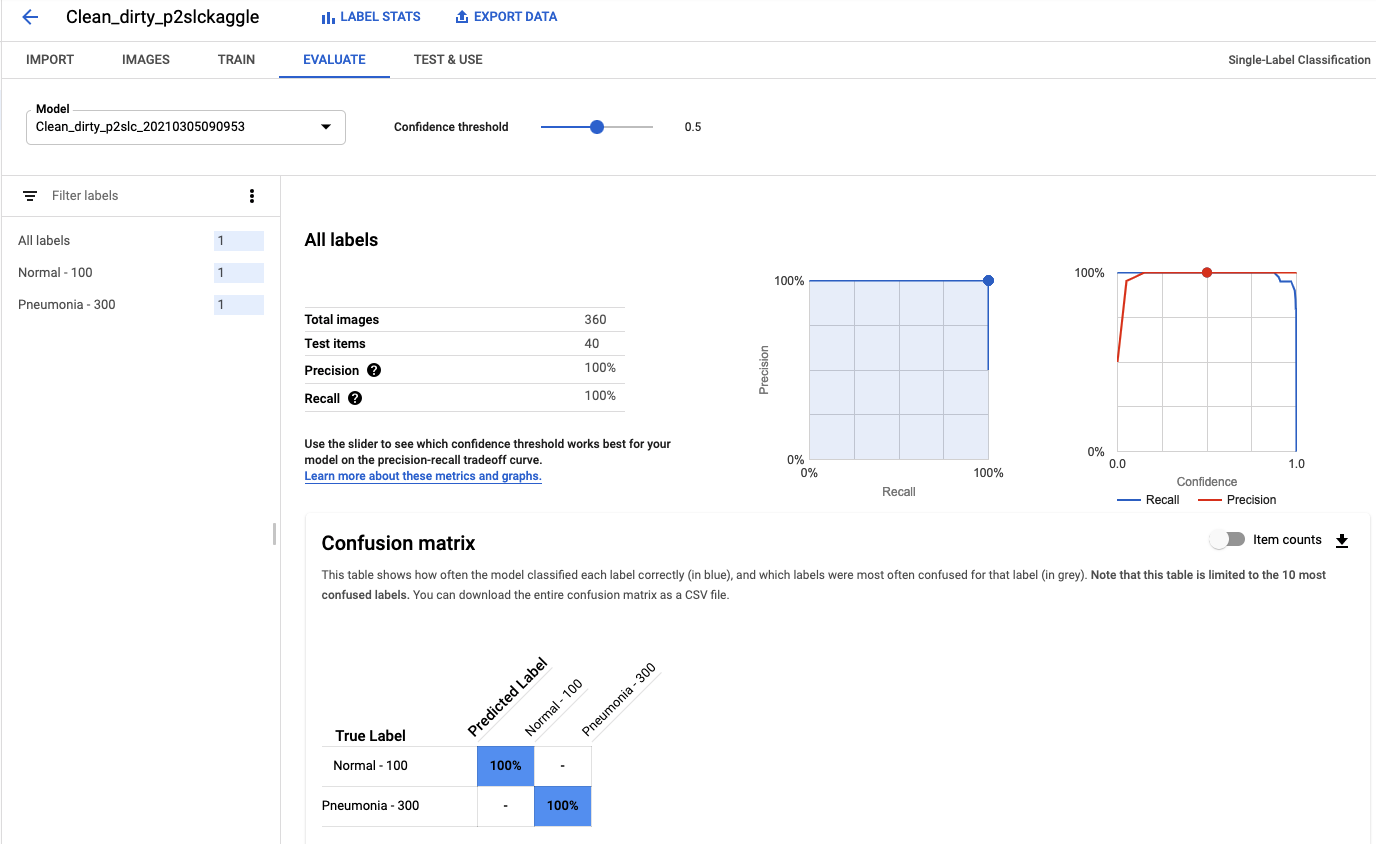 Clean_dirty_p2slckaggle
LABEL STATS
EXPORT DATA
IMPORT
IMAGES
TRAIN
EVALUATE
TEST & USE
Single-Label Classification
Model
Clean_dirty_p2slc_20210305090953
Confidence threshold
0.5
Filter labels
All labels 1
Normal - 100 1
Pneumonia - 300 1
All labels
Total images 360
Test items 40
Precision ? 100%
Recall ? 100%
Use the slider to see which confidence threshold works best for your
model on the precision-recall tradeoff curve.
Learn more about these metrics and graphs.
100%
Precision
0%
0%
100%
Recall
100%
0%
0.0
1.0
Confidence
Recall
Precision
Confusion matrix
Item counts
This table shows how often the model classified each label correctly (in blue), and which labels were most often confused for that label (in grey). Note that this table is limited to the 10 most
confused labels. You can download the entire confusion matrix as a CSV file.
True Label
Predicted Label
Normal - 100
Pneumonia - 300
Normal - 100 100% -
Pneumonia - 300 - 100%